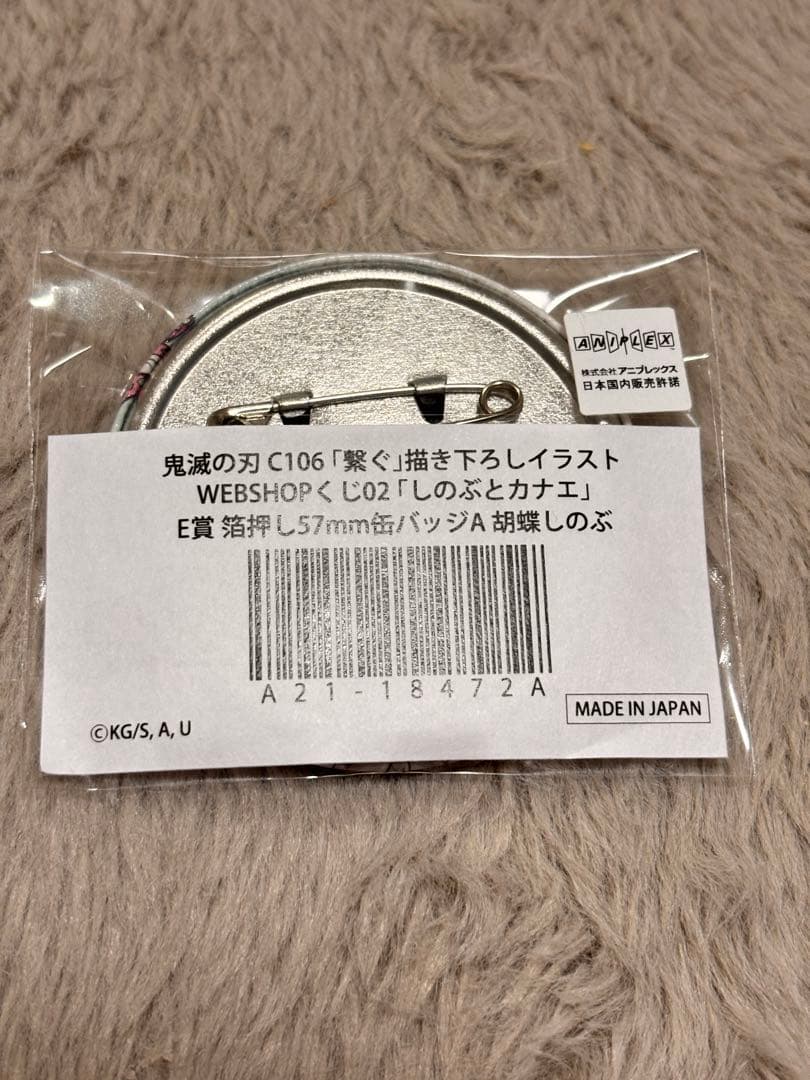 ANIPLEX
株式会社アニプレックス
日本国内販売許諾
鬼滅の刃 C106「繋ぐ」描き下ろしイラスト
WEBSHOPくじ02「しのぶとカナエ」
E賞 箔押し57mm缶バッジA 胡蝶しのぶ
A21-18472A
MADE IN JAPAN
©KG/S, A, U